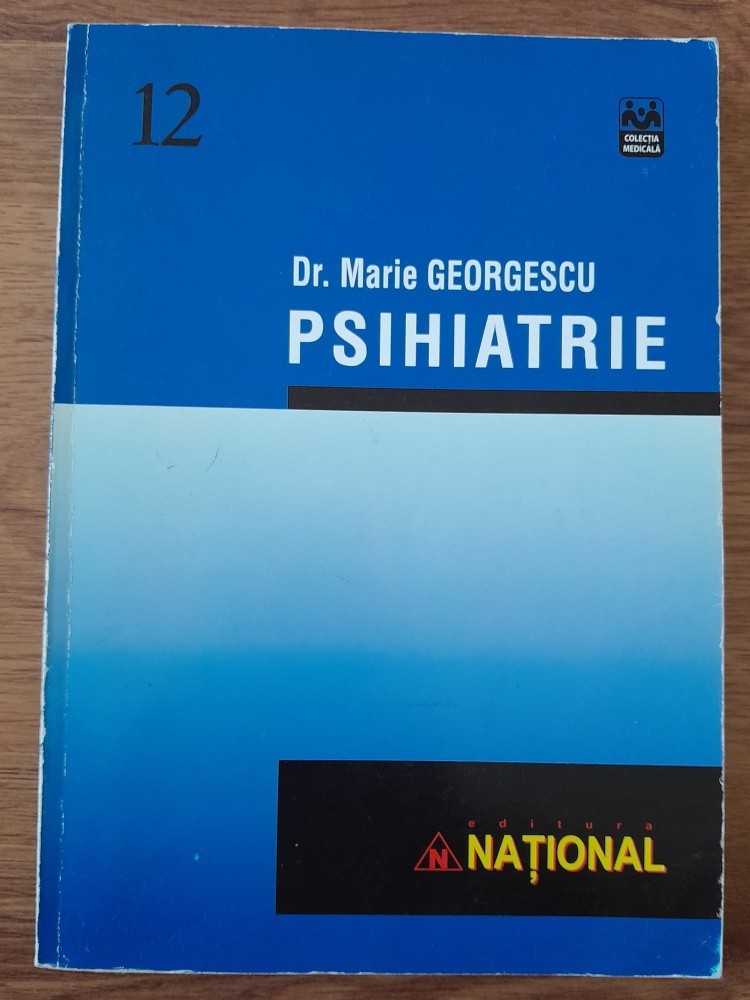 12
COLECȚIA
MEDICALĂ
Dr. Marie GEORGESCU
PSIHIATRIE
editura
N NAȚIONAL